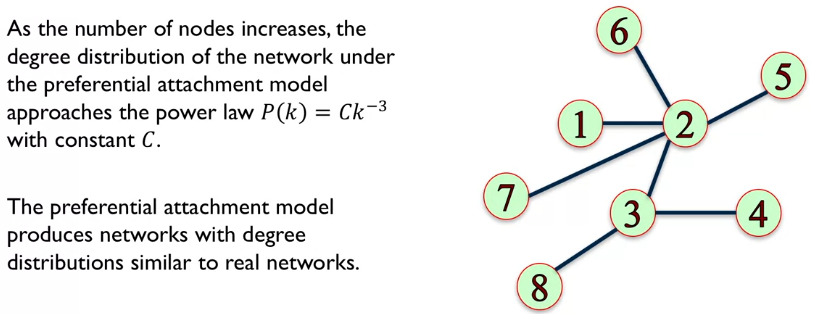 As the number of nodes increases, the
degree distribution of the network under
the preferential attachment model
approaches the power law P(k) = Ck⁻³
with constant C.
The preferential attachment model
produces networks with degree
distributions similar to real networks.
6
5
1
2
7
3
4
8